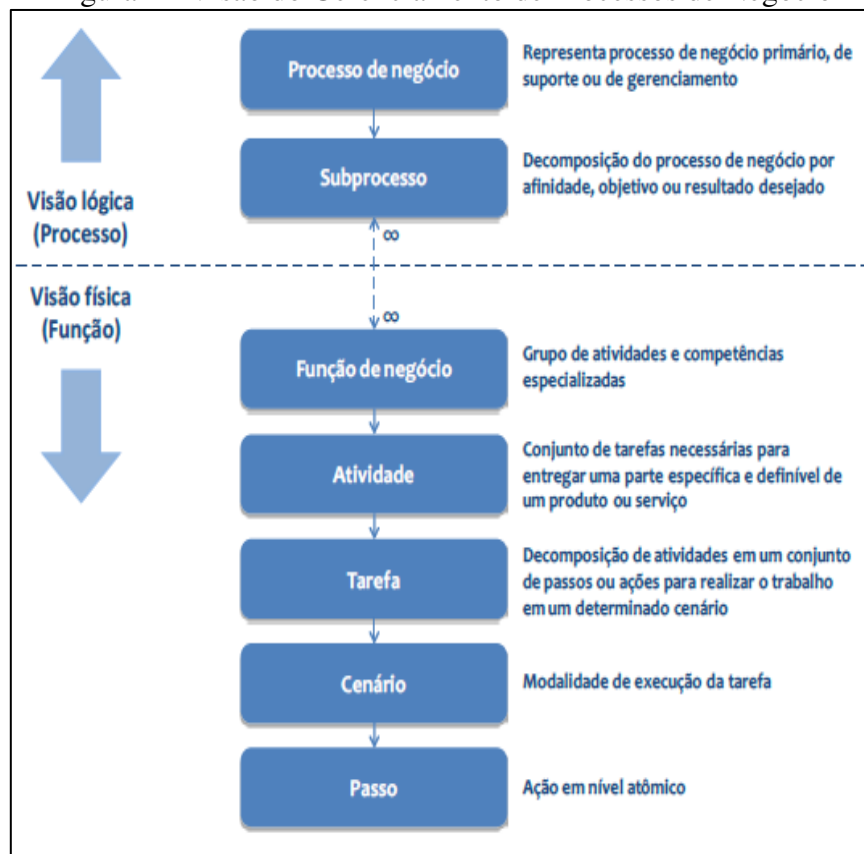 Processo de negócio
Representa processo de negócio primário, de
suporte ou de gerenciamento
Subprocesso
Decomposição do processo de negócio por
afinidade, objetivo ou resultado desejado
Visão lógica
(Processo)
∞
Visão física
(Função)
∞
Função de negócio
Grupo de atividades e competências
especializadas
Atividade
Conjunto de tarefas necessárias para
entregar uma parte específica e definível de
um produto ou serviço
Tarefa
Decomposição de atividades em um conjunto
de passos ou ações para realizar o trabalho
em um determinado cenário
Cenário
Modalidade de execução da tarefa
Passo
Ação em nível atômico